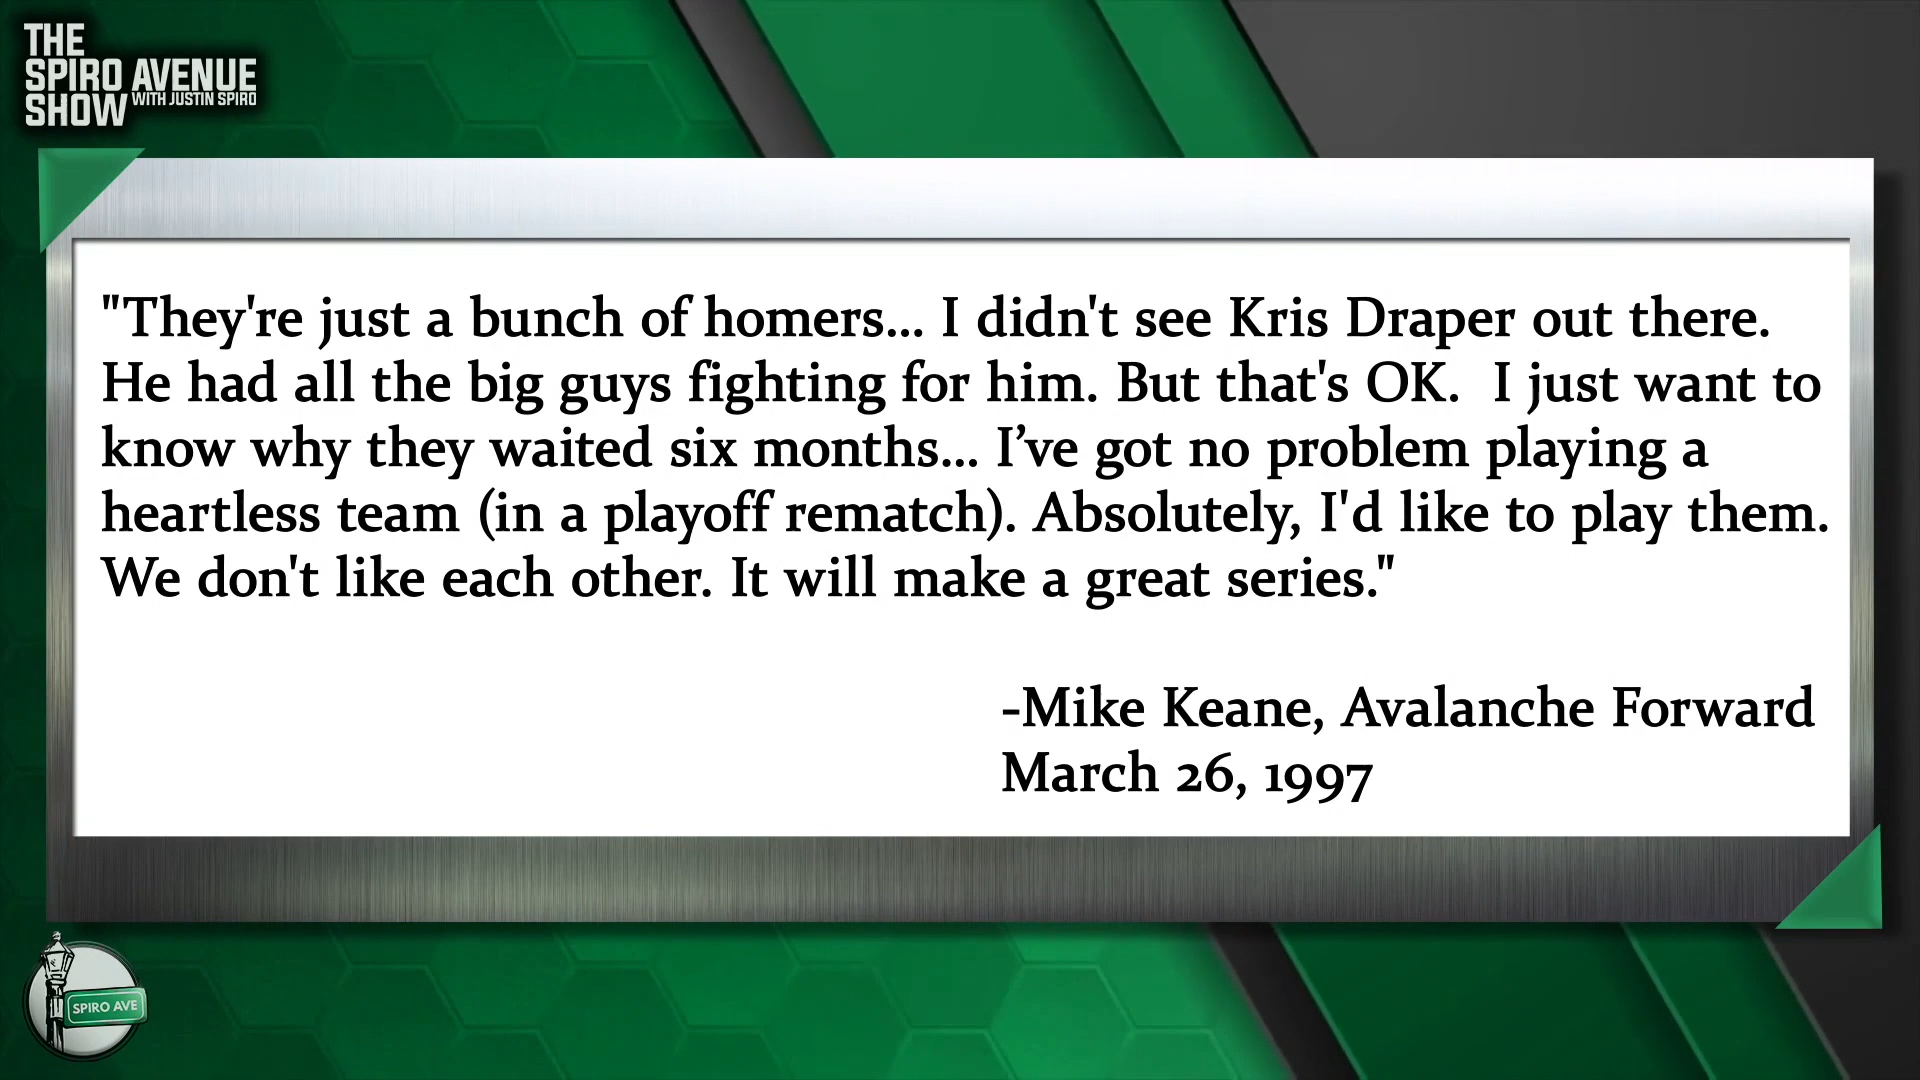 THE
SPIRO AVENUE
SHOW WITH JUSTIN SPIRO
"They're just a bunch of homers... I didn't see Kris Draper out there.
He had all the big guys fighting for him. But that's OK.  I just want to
know why they waited six months... I’ve got no problem playing a
heartless team (in a playoff rematch). Absolutely, I'd like to play them.
We don't like each other. It will make a great series."
-Mike Keane, Avalanche Forward
March 26, 1997
SPIRO AVE